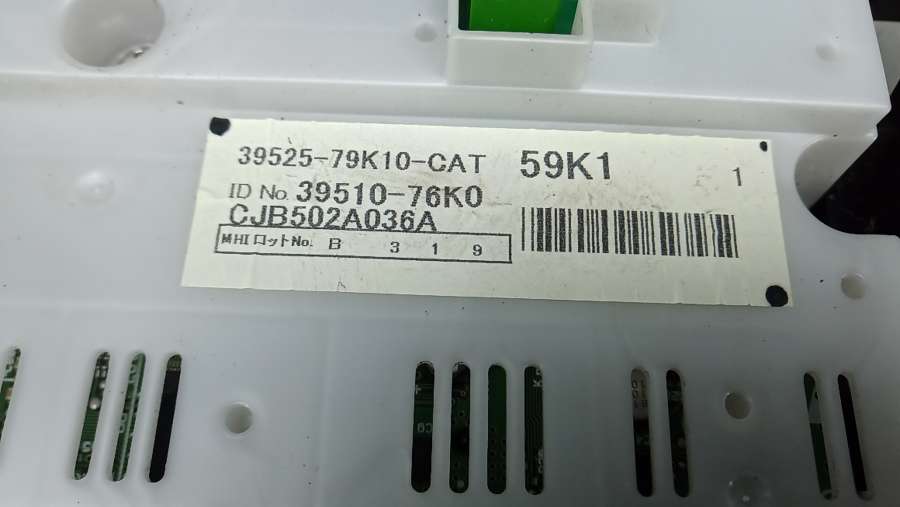 39525-79K10-CAT 59K1 1
ID No. 39510-76K0
CJB502A036A
MHIロットNo. B 3 1 9